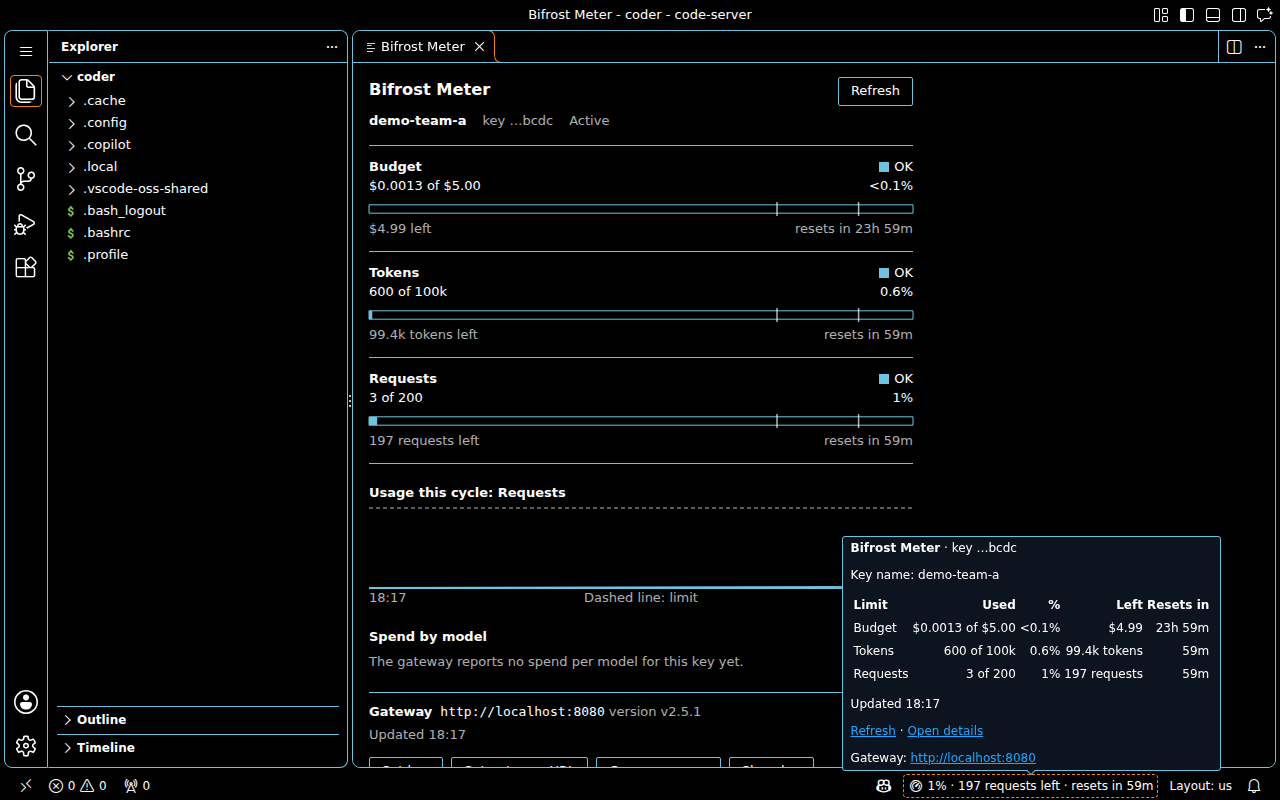 Bifrost Meter - coder - code-server
Explorer
coder
.cache
.config
.copilot
.local
.vscode-oss-shared
$ .bash_logout
$ .bashrc
$ .profile
Outline
Timeline
Bifrost Meter
Bifrost Meter
Refresh
demo-team-a key ...bcdc Active
Budget OK
$0.0013 of $5.00 <0.1%
$4.99 left resets in 23h 59m
Tokens OK
600 of 100k 0.6%
99.4k tokens left resets in 59m
Requests OK
3 of 200 1%
197 requests left resets in 59m
Usage this cycle: Requests
18:17 Dashed line: limit
Spend by model
The gateway reports no spend per model for this key yet.
Gateway http://localhost:8080 version v2.5.1
Updated 18:17
Bifrost Meter · key ...bcdc
Key name: demo-team-a
Limit Used % Left Resets in
Budget $0.0013 of $5.00 <0.1% $4.99 23h 59m
Tokens 600 of 100k 0.6% 99.4k tokens 59m
Requests 3 of 200 1% 197 requests 59m
Updated 18:17
Refresh · Open details
Gateway: http://localhost:8080
0 0 0
1% · 197 requests left · resets in 59m
Layout: us